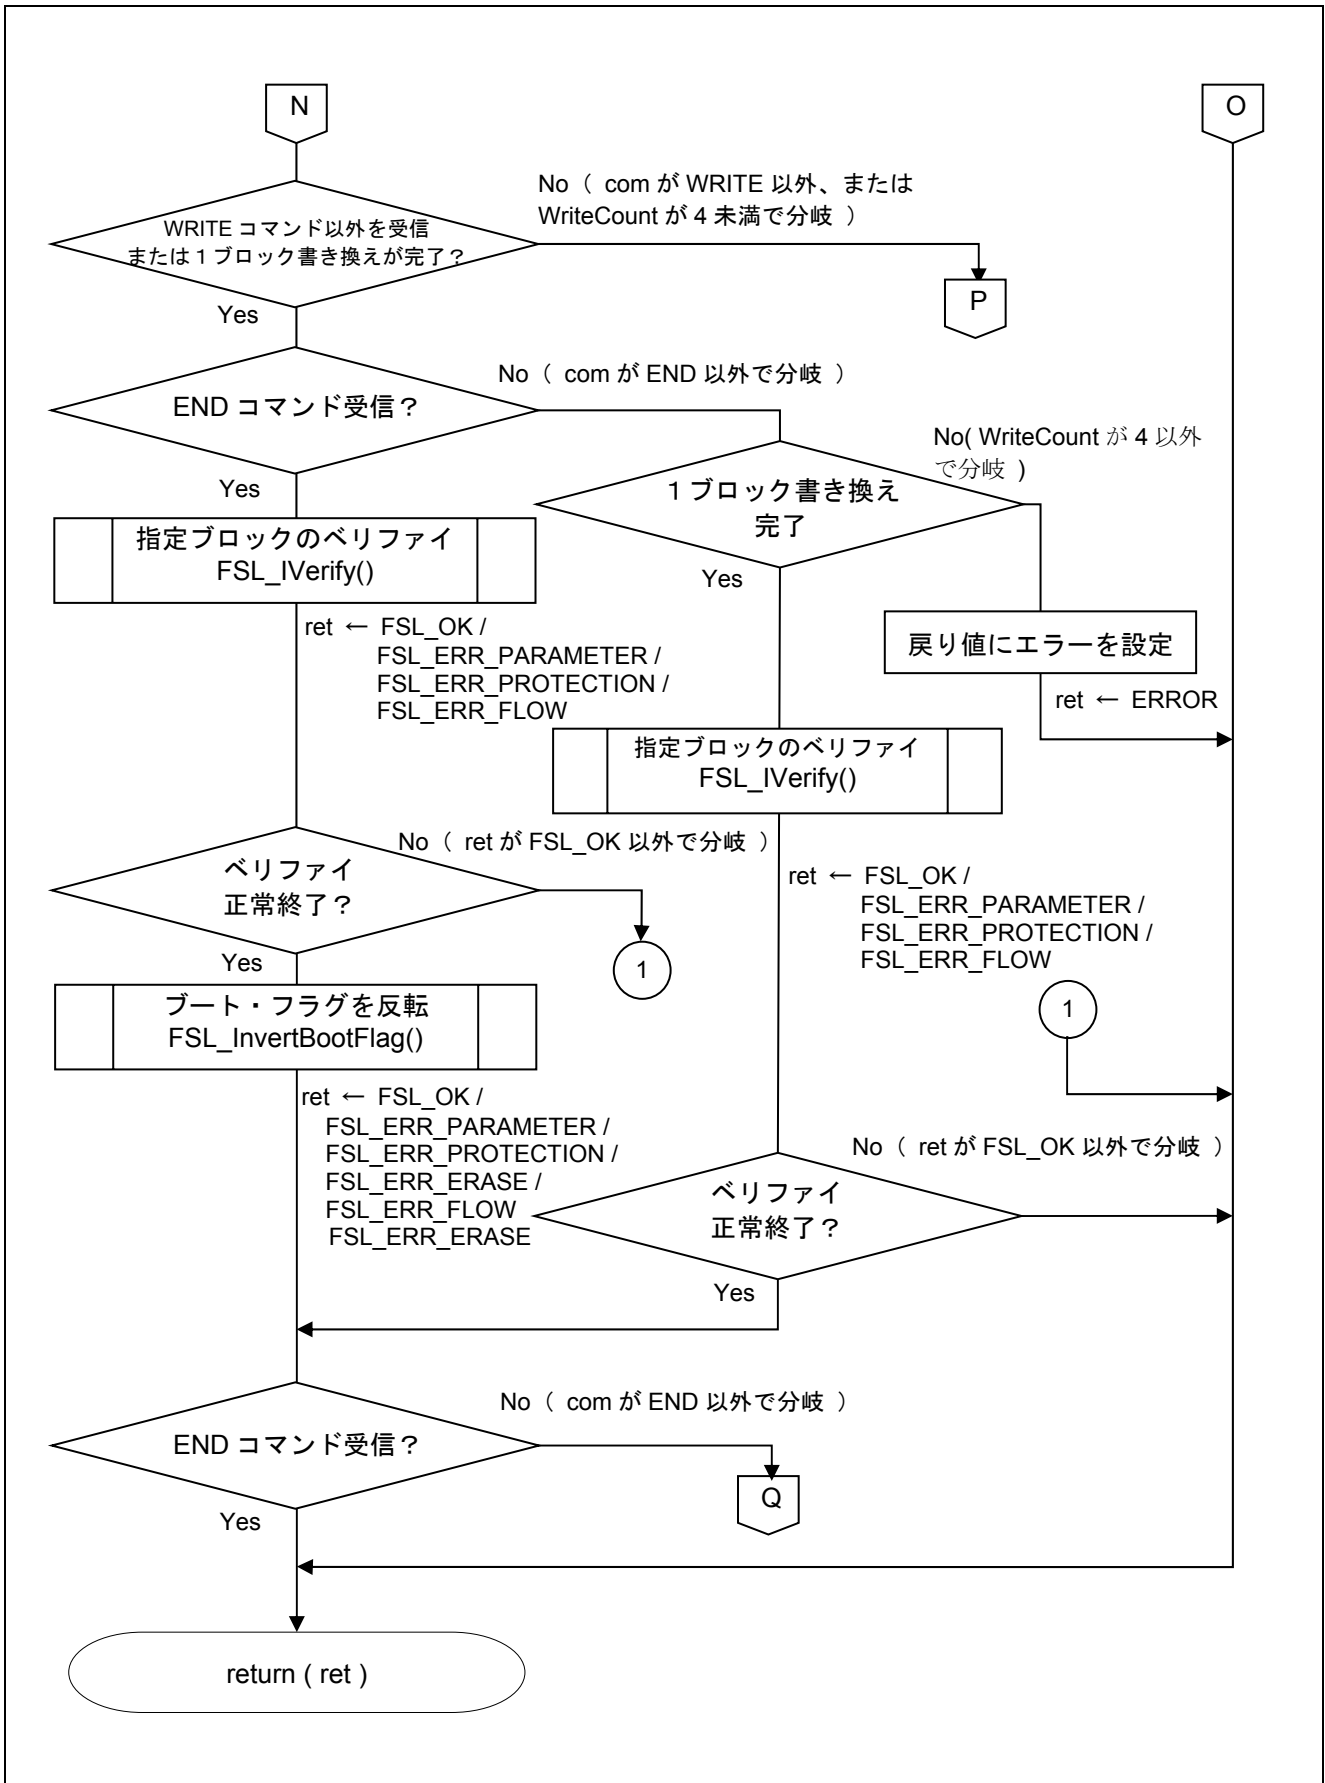 N
O
No（ com が WRITE 以外、または
WriteCount が 4 未満で分岐 ）
WRITE コマンド以外を受信
または 1 ブロック書き換えが完了？
P
Yes
No（ com が END 以外で分岐 ）
END コマンド受信？
No( WriteCount が 4 以外
で分岐 )
Yes
１ブロック書き換え
完了
指定ブロックのベリファイ
FSL_IVerify()
Yes
ret ← FSL_OK /
FSL_ERR_PARAMETER /
FSL_ERR_PROTECTION /
FSL_ERR_FLOW
戻り値にエラーを設定
ret ← ERROR
指定ブロックのベリファイ
FSL_IVerify()
No（ ret が FSL_OK 以外で分岐 ）
ベリファイ
正常終了？
ret ← FSL_OK /
FSL_ERR_PARAMETER /
FSL_ERR_PROTECTION /
FSL_ERR_FLOW
Yes
1
ブート・フラグを反転
FSL_InvertBootFlag()
1
ret ← FSL_OK /
FSL_ERR_PARAMETER /
FSL_ERR_PROTECTION /
FSL_ERR_ERASE /
FSL_ERR_FLOW
FSL_ERR_ERASE
No（ ret が FSL_OK 以外で分岐 ）
ベリファイ
正常終了？
Yes
No（ com が END 以外で分岐 ）
END コマンド受信？
Q
Yes
return ( ret )